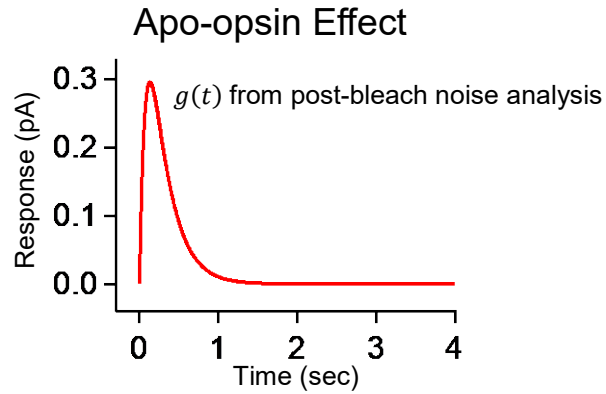 Apo-opsin Effect
g(t) from post-bleach noise analysis
Response (pA)
0.3
0.2
0.1
0.0
0 1 2 3 4
Time (sec)